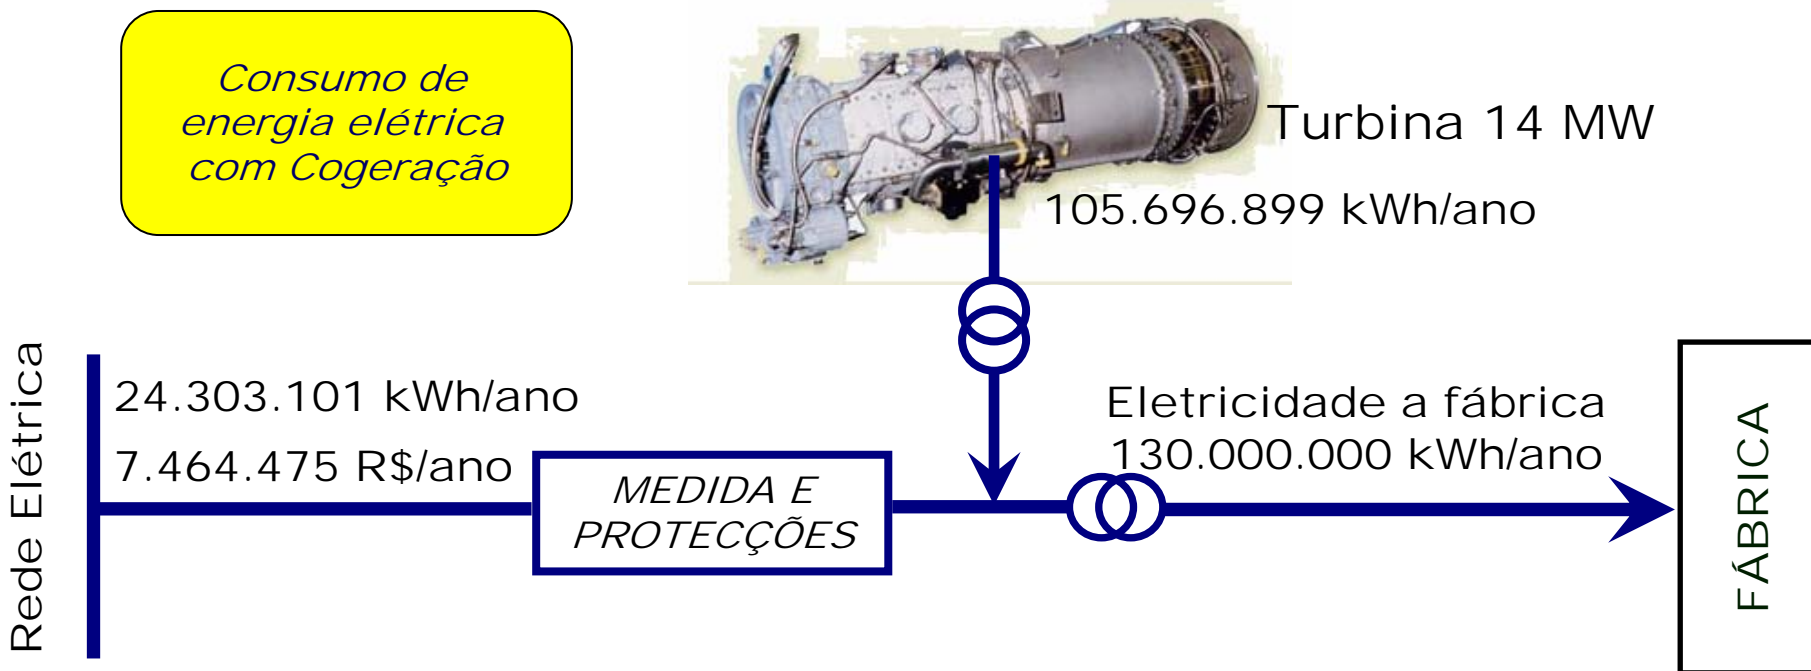 Consumo de
energia elétrica
com Cogeração
Turbina 14 MW
105.696.899 kWh/ano
Rede Elétrica
24.303.101 kWh/ano
7.464.475 R$/ano
MEDIDA E
PROTECÇÕES
Eletricidade a fábrica
130.000.000 kWh/ano
FÁBRICA